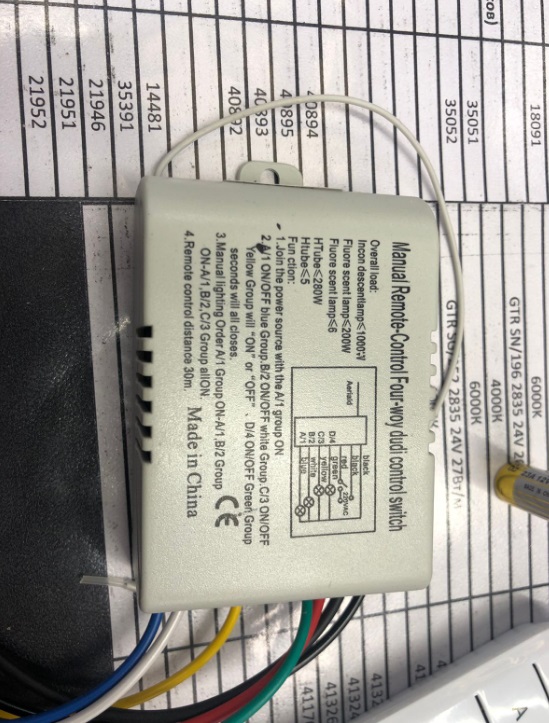 Manual Remote-Control Four-way dudi control switch
Overall load:
Incon descentlamp≤1000W
Fluore scent lamp≤200W
HTube≤280W
Fluore scent lamp≤6
Htube≤5
Fun ction:
1.Join the power source with the A/1 group ON
2.A/1 ON/OFF blue Group,B/2 ON/OFF white Group,C/3 ON/OFF
Yellow Group will "ON" or "OFF". D/4 ON/OFF Green Group
seconds will all closes.
3.Manual lighting Order A/1 Group ON-A/1,B/2 Group
ON-A/1,B/2,C/3 Group allON.
4.Remote control distance 30m.
Made in China
CE
Aerial
black
black
red
green
yellow
white
blue
D/4
C/3
B/2
A/1
18091
35051
35052
40894
40895
40893
40892
14481
35391
21946
21951
21952
6000K
GTR SN/196 2835 24V
4000K
6000K
2835 24V 27Вт/м